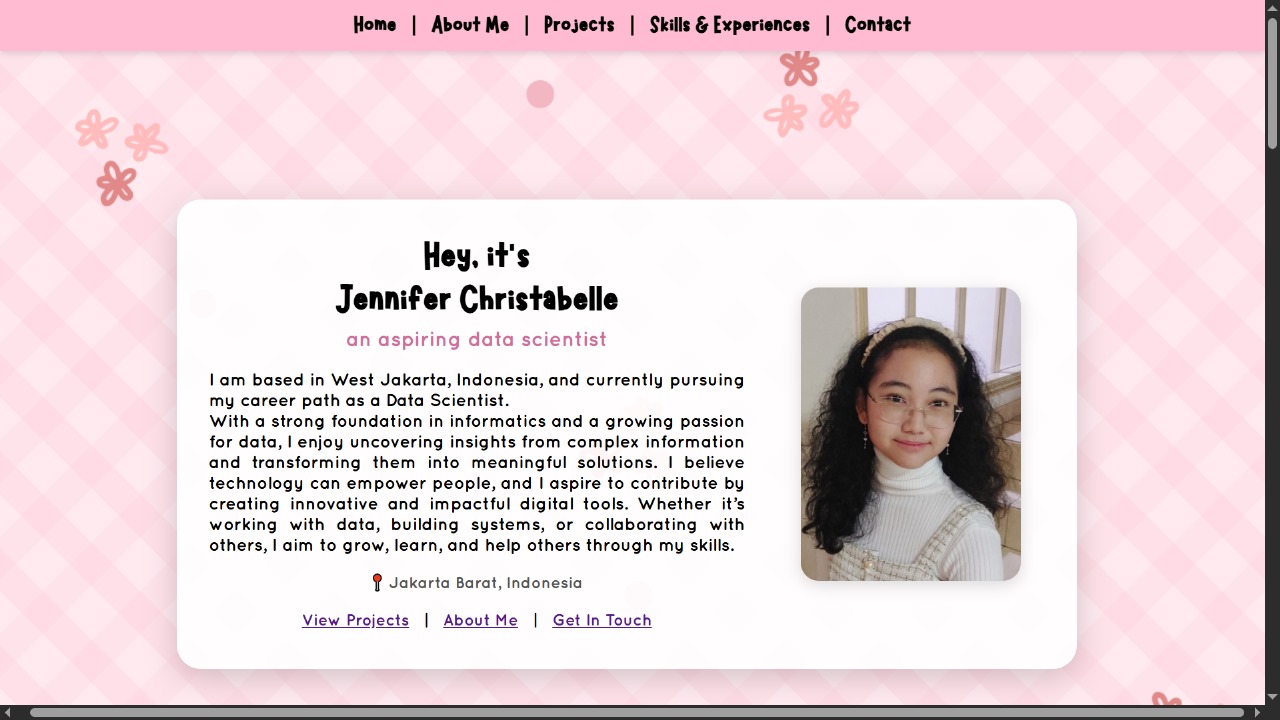 Home | About Me | Projects | Skills & Experiences | Contact
Hey, it's
Jennifer Christabelle
an aspiring data scientist
I am based in West Jakarta, Indonesia, and currently pursuing
my career path as a Data Scientist.
With a strong foundation in informatics and a growing passion
for data, I enjoy uncovering insights from complex information
and transforming them into meaningful solutions. I believe
technology can empower people, and I aspire to contribute by
creating innovative and impactful digital tools. Whether it’s
working with data, building systems, or collaborating with
others, I aim to grow, learn, and help others through my skills.
📍 Jakarta Barat, Indonesia
View Projects | About Me | Get In Touch